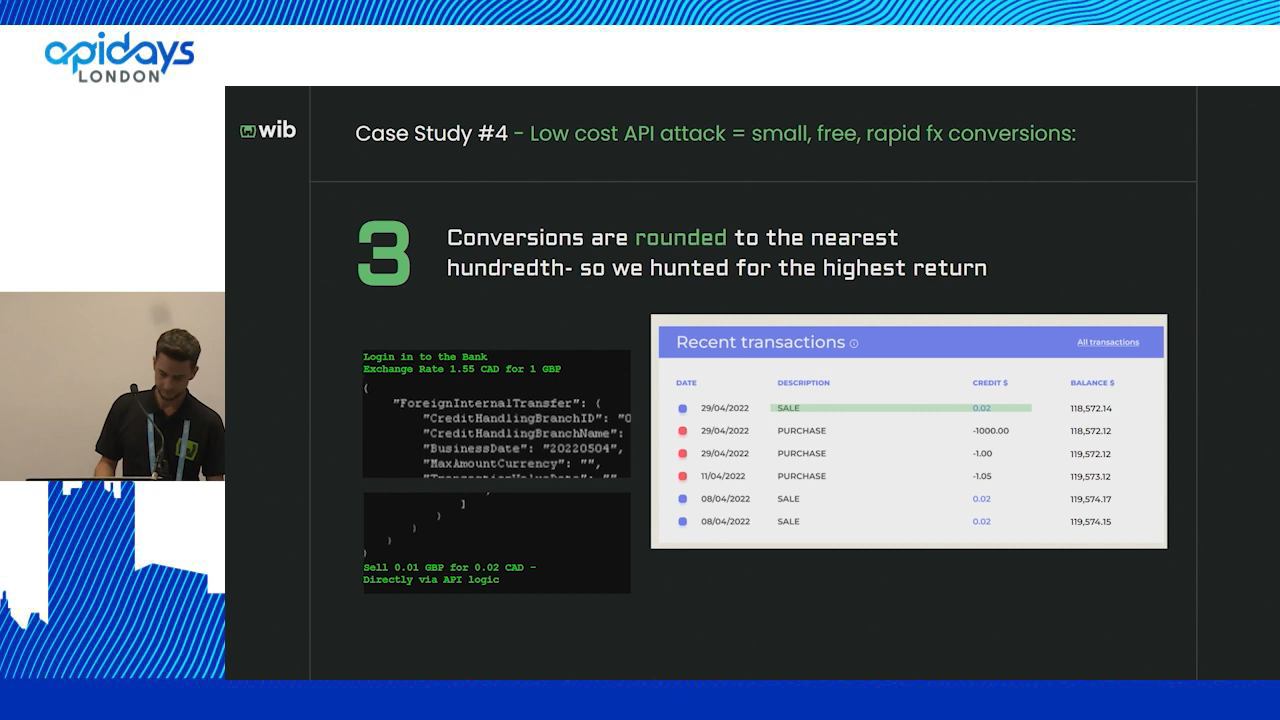 apidays
LONDON
wib
Case Study #4 - Low cost API attack = small, free, rapid fx conversions:
3
Conversions are rounded to the nearest
hundredth- so we hunted for the highest return
Login in to the Bank
Exchange Rate 1.55 CAD for 1 GBP
{
"ForeignInternalTransfer": {
"CreditHandlingBranchID": "0
"CreditHandlingBranchName":
"BusinessDate": "20220504",
"MaxAmountCurrency": "",
"TransactionValueDate": ""
]
}
}
}
}
Sell 0.01 GBP for 0.02 CAD -
Directly via API logic
Recent transactions
All transactions
DATE DESCRIPTION CREDIT $ BALANCE $
29/04/2022 SALE 0.02 118,572.14
29/04/2022 PURCHASE -1000.00 118,572.12
29/04/2022 PURCHASE -1.00 119,572.12
11/04/2022 PURCHASE -1.05 119,573.12
08/04/2022 SALE 0.02 119,574.17
08/04/2022 SALE 0.02 119,574.15